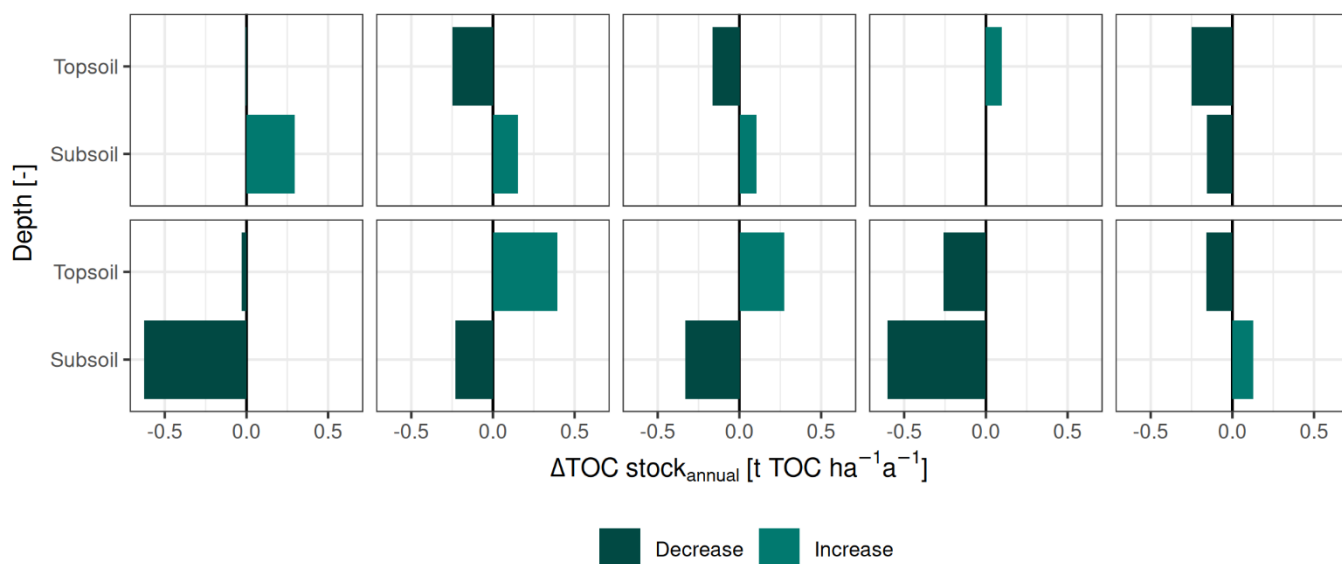 Depth [-]
Topsoil
Subsoil
Topsoil
Subsoil
-0.5 0.0 0.5 -0.5 0.0 0.5 -0.5 0.0 0.5 -0.5 0.0 0.5 -0.5 0.0 0.5
ΔTOC stock_annual [t TOC ha⁻¹a⁻¹]
Decrease Increase